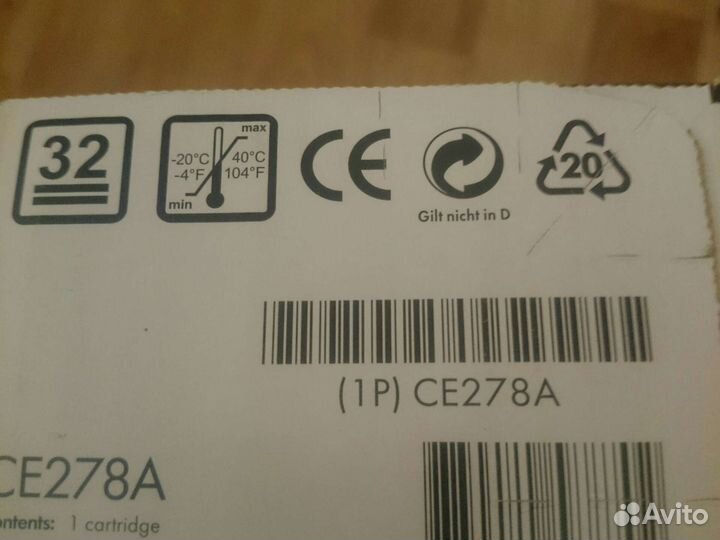 32
max
-20°C 40°C
-4°F 104°F
min
CE
Gilt nicht in D
20
(1P) CE278A
CE278A
ontents: 1 cartridge
Avito